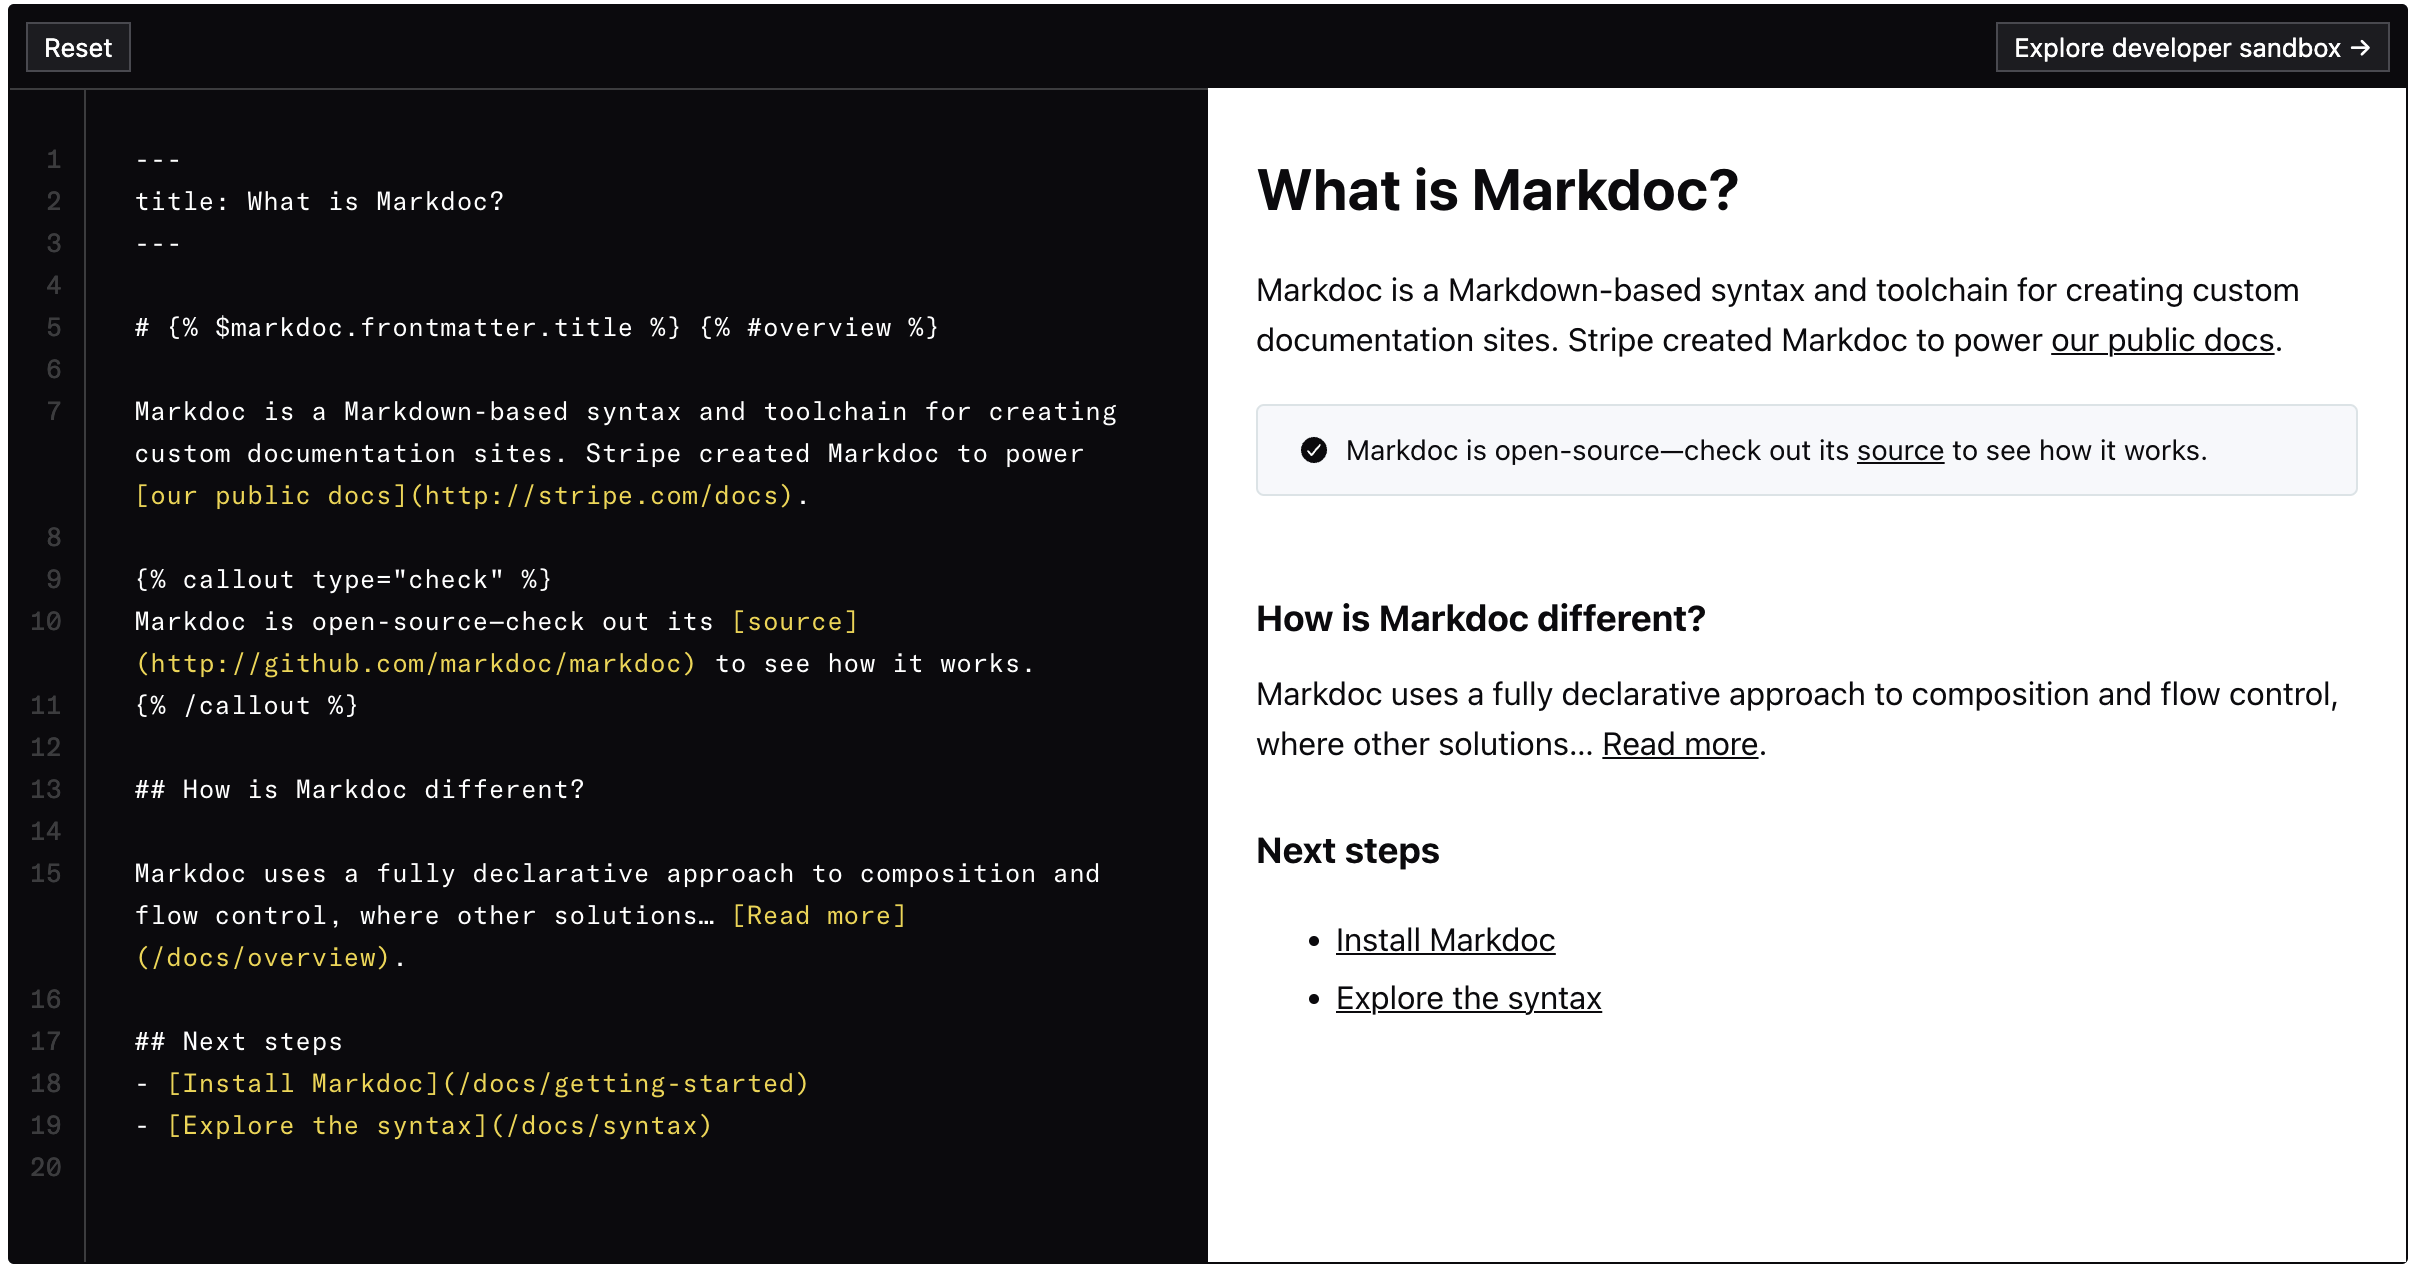 Reset
Explore developer sandbox →
1 ---
2 title: What is Markdoc?
3 ---
4
5 # {% $markdoc.frontmatter.title %} {% #overview %}
6
7 Markdoc is a Markdown-based syntax and toolchain for creating
custom documentation sites. Stripe created Markdoc to power
[our public docs](http://stripe.com/docs).
8
9 {% callout type="check" %}
10 Markdoc is open-source—check out its [source]
(http://github.com/markdoc/markdoc) to see how it works.
11 {% /callout %}
12
13 ## How is Markdoc different?
14
15 Markdoc uses a fully declarative approach to composition and
flow control, where other solutions… [Read more]
(/docs/overview).
16
17 ## Next steps
18 - [Install Markdoc](/docs/getting-started)
19 - [Explore the syntax](/docs/syntax)
20
What is Markdoc?
Markdoc is a Markdown-based syntax and toolchain for creating custom
documentation sites. Stripe created Markdoc to power our public docs.
Markdoc is open-source—check out its source to see how it works.
How is Markdoc different?
Markdoc uses a fully declarative approach to composition and flow control,
where other solutions… Read more.
Next steps
• Install Markdoc
• Explore the syntax